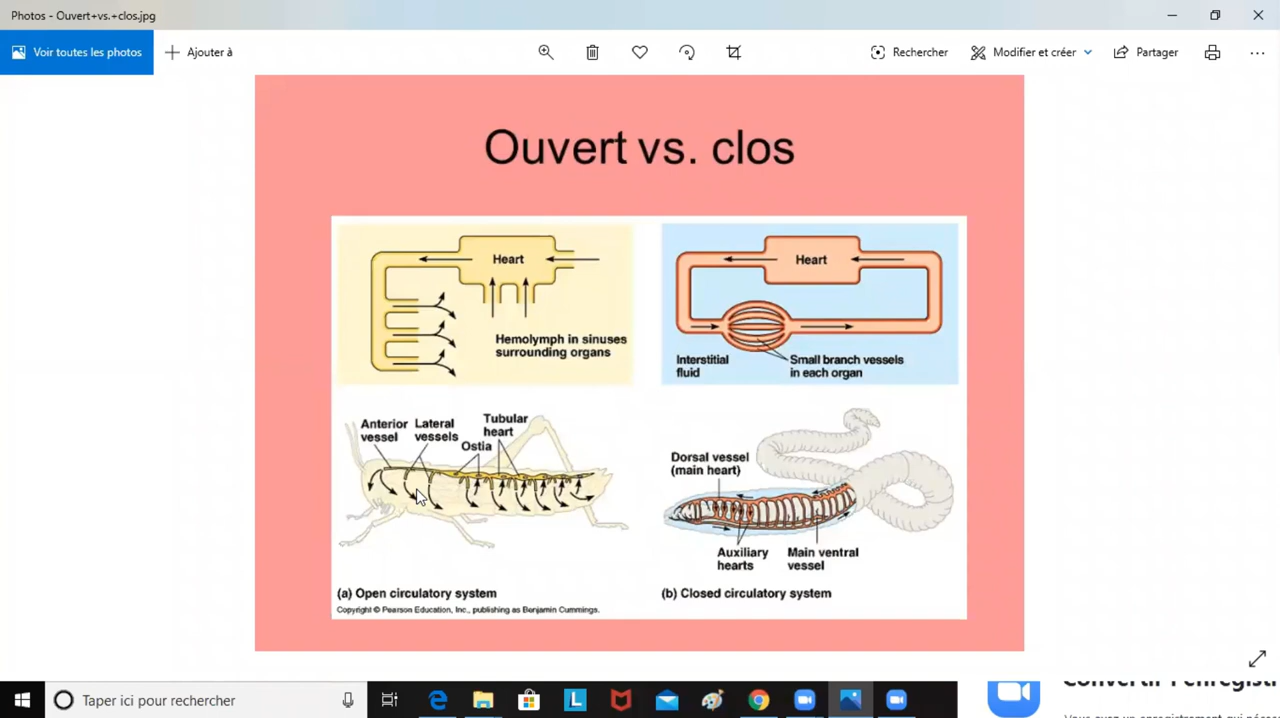 Photos - Ouvert+vs.+clos.jpg
Voir toutes les photos
Ajouter à
Rechercher
Modifier et créer
Partager
Ouvert vs. clos
Heart
Hemolymph in sinuses
surrounding organs
Heart
Interstitial
fluid
Small branch vessels
in each organ
Anterior
vessel
Lateral
vessels
Ostia
Tubular
heart
Dorsal vessel
(main heart)
Auxiliary
hearts
Main ventral
vessel
(a) Open circulatory system
(b) Closed circulatory system
Copyright © Pearson Education, Inc., publishing as Benjamin Cummings.
Taper ici pour rechercher
L